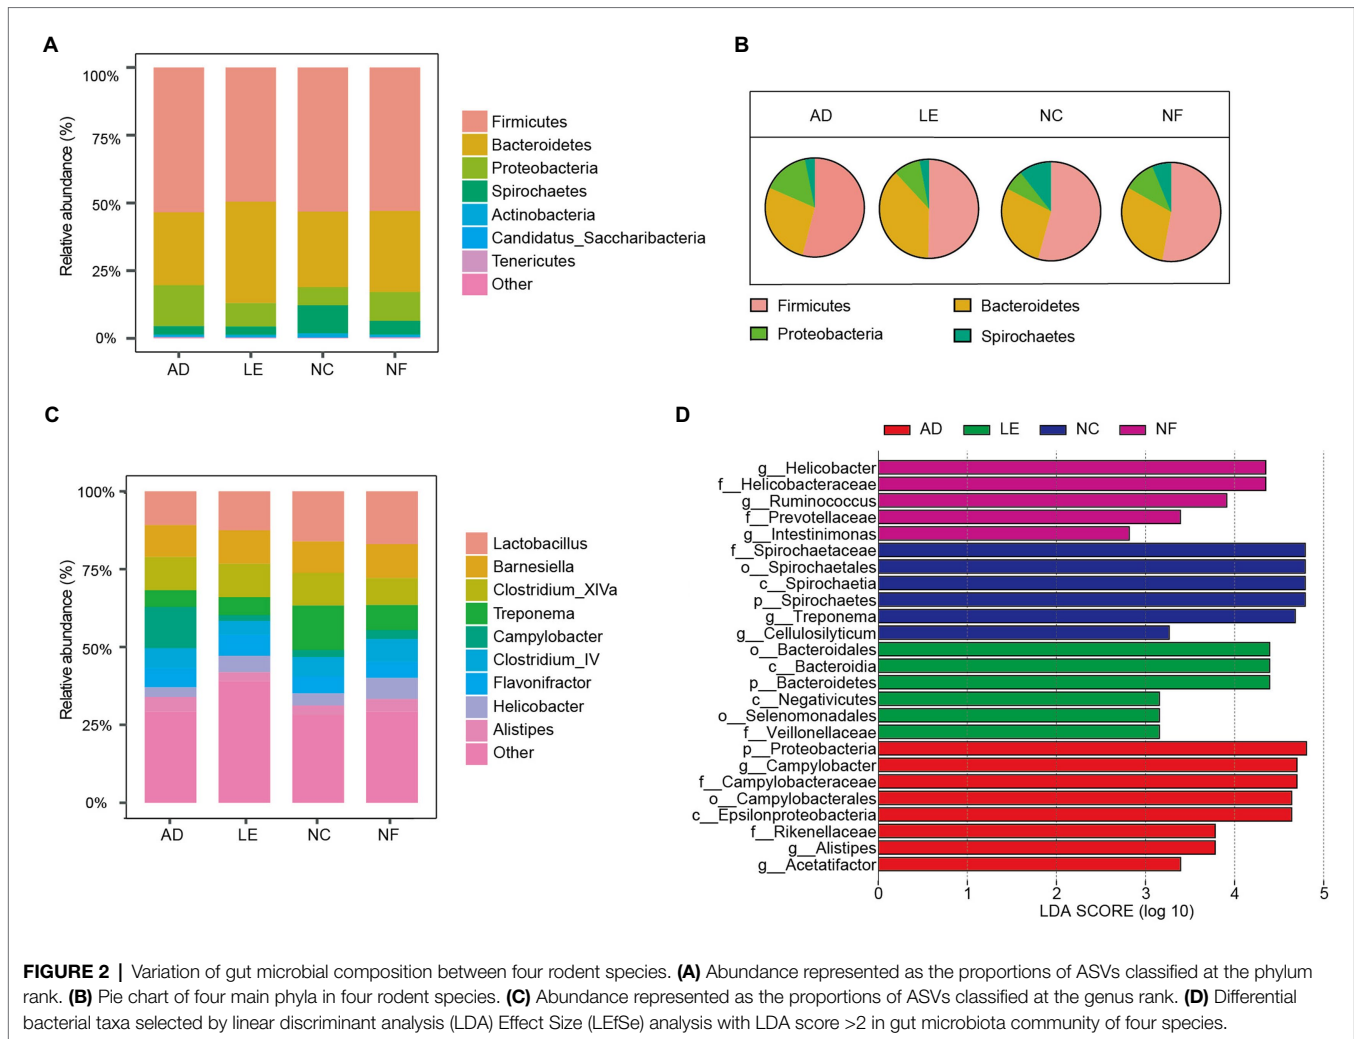 A
100%
75%
50%
25%
0%
Relative abundance (%)
AD LE NC NF
Firmicutes
Bacteroidetes
Proteobacteria
Spirochaetes
Actinobacteria
Candidatus_Saccharibacteria
Tenericutes
Other
B
AD LE NC NF
Firmicutes Bacteroidetes
Proteobacteria Spirochaetes
C
100%
75%
50%
25%
0%
Relative abundance (%)
AD LE NC NF
Lactobacillus
Barnesiella
Clostridium_XIVa
Treponema
Campylobacter
Clostridium_IV
Flavonifractor
Helicobacter
Alistipes
Other
D
AD LE NC NF
g__Helicobacter
f__Helicobacteraceae
g__Ruminococcus
f__Prevotellaceae
g__Intestinimonas
f__Spirochaetaceae
o__Spirochaetales
c__Spirochaetia
p__Spirochaetes
g__Treponema
g__Cellulosilyticum
o__Bacteroidales
c__Bacteroidia
p__Bacteroidetes
c__Negativicutes
o__Selenomonadales
f__Veillonellaceae
p__Proteobacteria
g__Campylobacter
f__Campylobacteraceae
o__Campylobacterales
c__Epsilonproteobacteria
f__Rikenellaceae
g__Alistipes
g__Acetatifactor
0 1 2 3 4 5
LDA SCORE (log 10)
FIGURE 2 | Variation of gut microbial composition between four rodent species. (A) Abundance represented as the proportions of ASVs classified at the phylum
rank. (B) Pie chart of four main phyla in four rodent species. (C) Abundance represented as the proportions of ASVs classified at the genus rank. (D) Differential
bacterial taxa selected by linear discriminant analysis (LDA) Effect Size (LEfSe) analysis with LDA score >2 in gut microbiota community of four species.